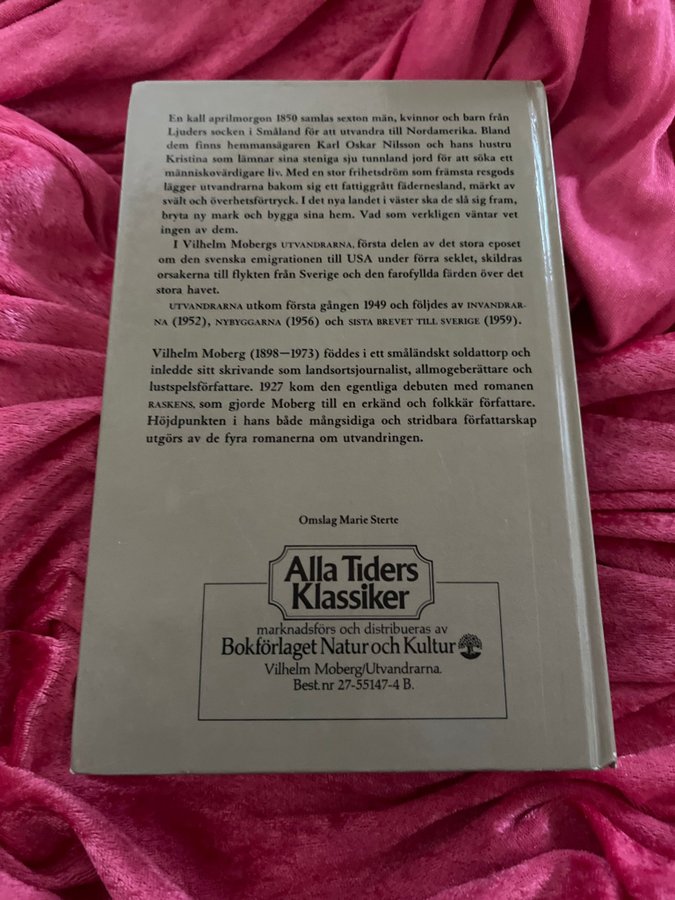 En kall aprilmorgon 1850 samlas sexton män, kvinnor och barn från
Ljuders socken i Småland för att utvandra till Nordamerika. Bland
dem finns hemmansägaren Karl Oskar Nilsson och hans hustru
Kristina som lämnar sina steniga sju tunnland jord för att söka ett
människovärdigare liv. Med en stor frihetsdröm som främsta resgods
lägger utvandrarna bakom sig ett fattiggrått fädernesland, märkt av
svält och överhetsförtryck. I det nya landet i väster ska de slå sig fram,
bryta ny mark och bygga sina hem. Vad som verkligen väntar vet
ingen av dem.
I Vilhelm Mobergs UTVANDRARNA, första delen av det stora eposet
om den svenska emigrationen till USA under förra seklet, skildras
orsakerna till flykten från Sverige och den farofyllda färden över det
stora havet.
UTVANDRARNA utkom första gången 1949 och följdes av INVANDRAR-
NA (1952), NYBYGGARNA (1956) och SISTA BREVET TILL SVERIGE (1959).
Vilhelm Moberg (1898—1973) föddes i ett småländskt soldattorp och
inledde sitt skrivande som landsortsjournalist, allmogeberättare och
lustspelsförfattare. 1927 kom den egentliga debuten med romanen
RASKENS, som gjorde Moberg till en erkänd och folkkär författare.
Höjdpunkten i hans både mångsidiga och stridbara författarskap
utgörs av de fyra romanerna om utvandringen.
Omslag Marie Sterte
Alla Tiders
Klassiker
marknadsförs och distribueras av
Bokförlaget Natur och Kultur
Vilhelm Moberg/Utvandrarna.
Best.nr 27-55147-4 B.